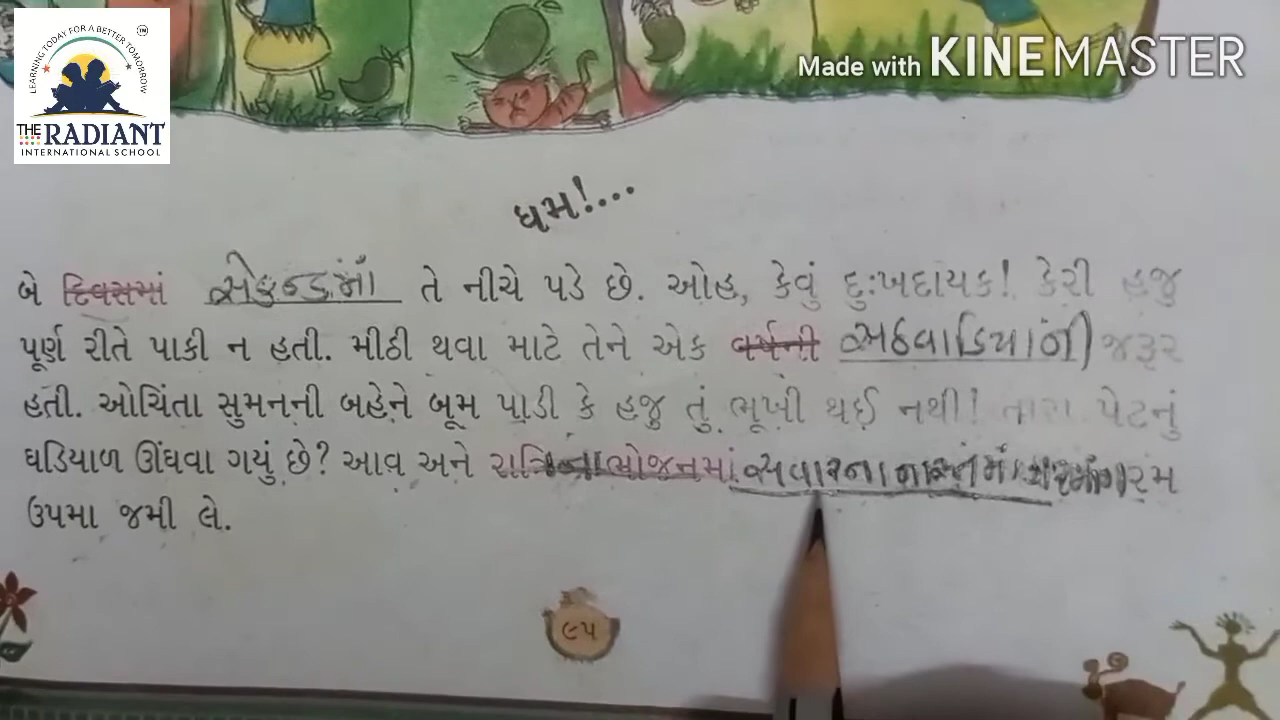 LEARNING TODAY FOR A BETTER TOMORROW
TM
THE RADIANT
INTERNATIONAL SCHOOL
Made with KINEMASTER
ધમ!...
બે દિવસમાં સેકન્ડમાં તે નીચે પડે છે. ઓહ, કેવું દુઃખદાયક! કેરી હજુ
પૂર્ણ રીતે પાકી ન હતી. મીઠી થવા માટે તેને એક વર્ષની અઠવાડિયાંની જરૂર
હતી. ઓચિંતા સુમનની બહેને બૂમ પાડી કે હજુ તું ભૂખી થઈ નથી! તારા પેટનું
ઘડિયાળ ઊંઘવા ગયું છે? આવ અને રાત્રિના ભોજનમાં સવારના
ઉપમા જમી લે.
૯૫